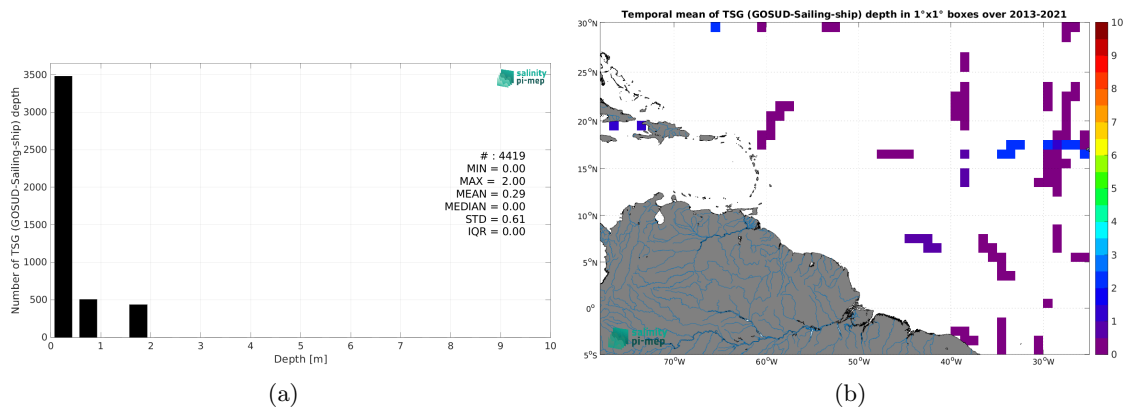 3500
3000
2500
2000
1500
1000
500
0
Number of TSG (GOSUD-Sailing-ship) depth
salinity
pi-mep
# : 4419
MIN = 0.00
MAX = 2.00
MEAN = 0.29
MEDIAN = 0.00
STD = 0.61
IQR = 0.00
0 1 2 3 4 5 6 7 8 9 10
Depth [m]
(a)
Temporal mean of TSG (GOSUD-Sailing-ship) depth in 1°x1° boxes over 2013-2021
30°N
25°N
20°N
15°N
10°N
5°N
0°
5°S
70°W 60°W 50°W 40°W 30°W
salinity
pi-mep
10
9
8
7
6
5
4
3
2
1
0
(b)